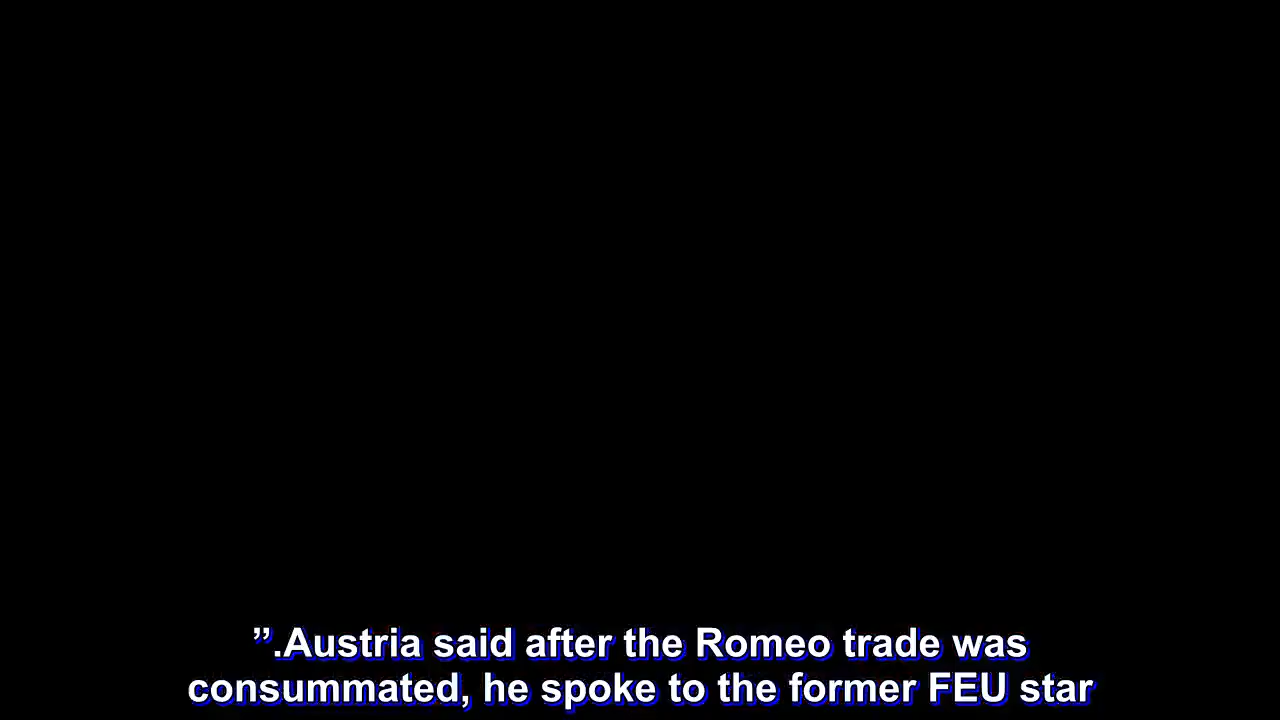 ”.Austria said after the Romeo trade was
consummated, he spoke to the former FEU star